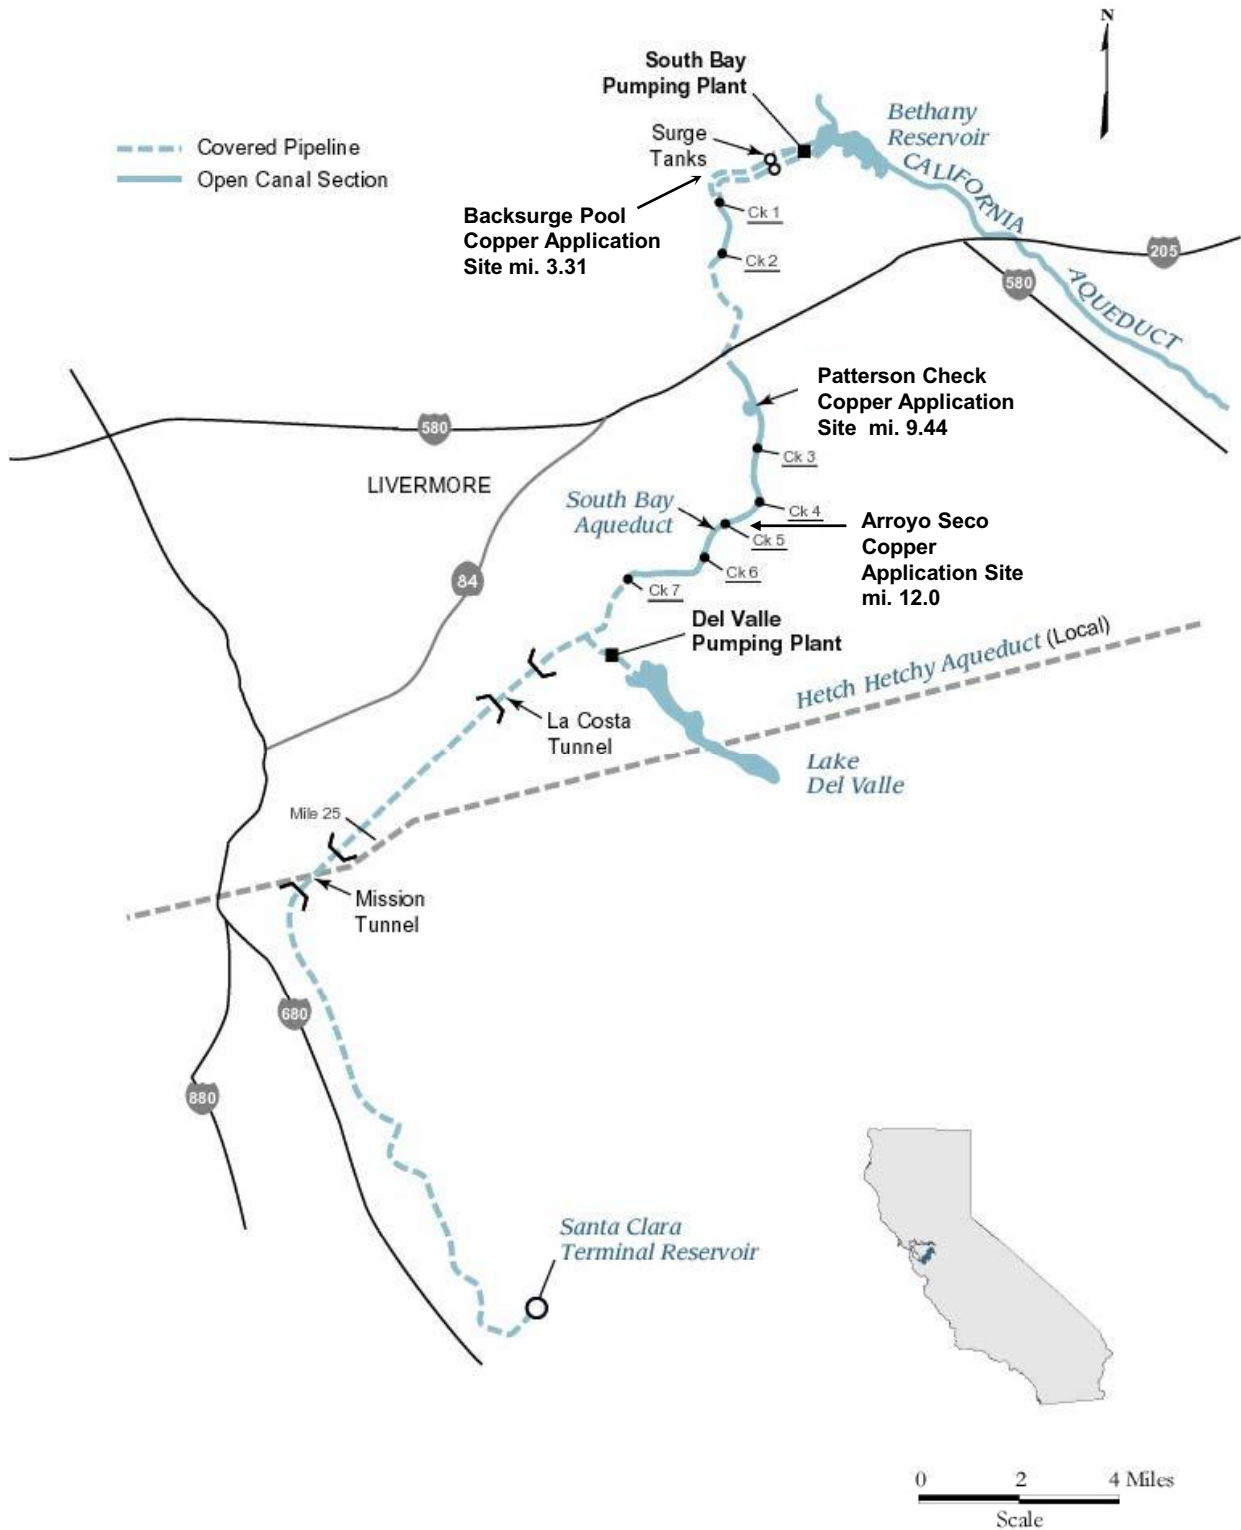 N
South Bay
Pumping Plant
Bethany
Reservoir
Surge
Tanks
Covered Pipeline
Open Canal Section
CALIFORNIA
AQUEDUCT
Backsurge Pool
Copper Application
Site mi. 3.31
Ck 1
Ck 2
205
580
Patterson Check
Copper Application
Site mi. 9.44
580
LIVERMORE
Ck 3
South Bay
Aqueduct
Ck 4
Ck 5
Arroyo Seco
Copper
Application Site
mi. 12.0
Ck 6
84
Ck 7
Del Valle
Pumping Plant
Hetch Hetchy Aqueduct (Local)
La Costa
Tunnel
Lake
Del Valle
Mile 25
Mission
Tunnel
680
880
Santa Clara
Terminal Reservoir
0 2 4 Miles
Scale